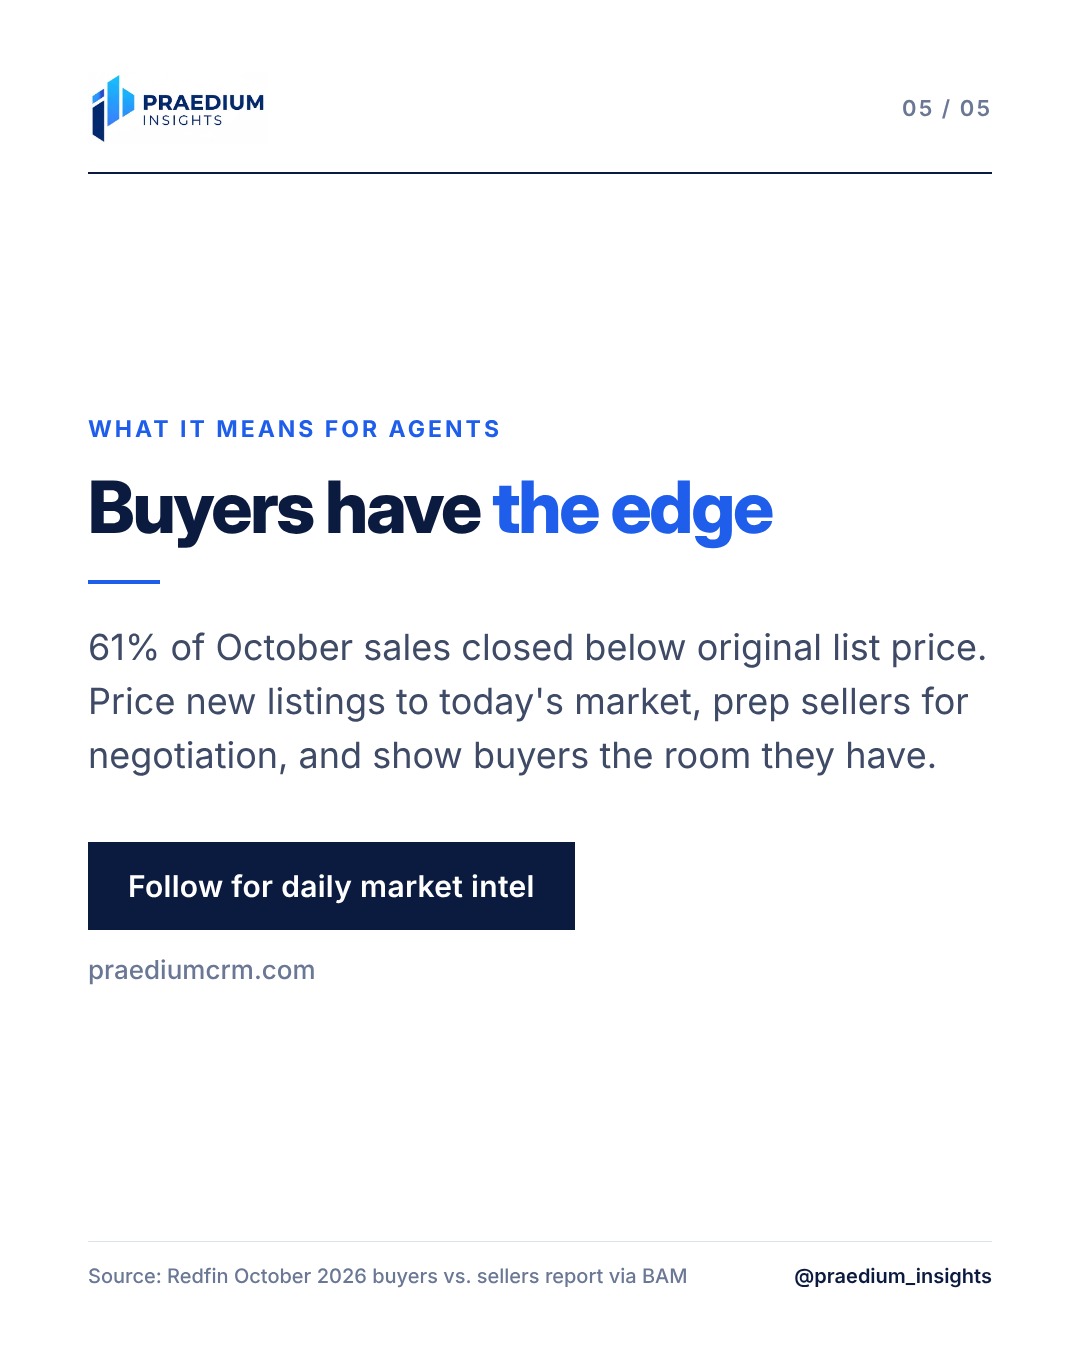 PRAEDIUM
INSIGHTS
05 / 05
WHAT IT MEANS FOR AGENTS
Buyers have the edge
61% of October sales closed below original list price.
Price new listings to today's market, prep sellers for
negotiation, and show buyers the room they have.
Follow for daily market intel
praediumcrm.com
Source: Redfin October 2026 buyers vs. sellers report via BAM
@praedium_insights